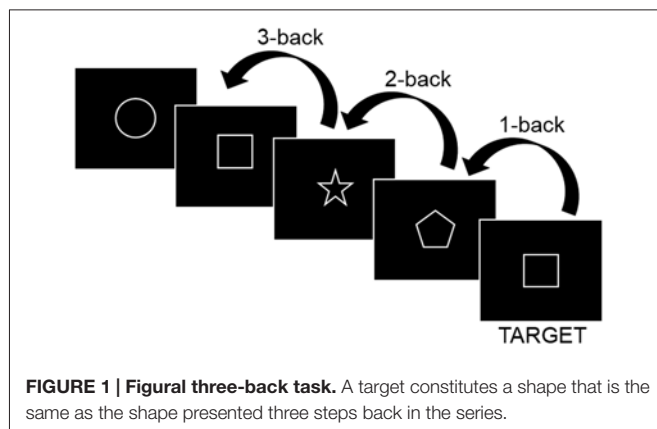 3-back
2-back
1-back
TARGET
FIGURE 1 | Figural three-back task. A target constitutes a shape that is the
same as the shape presented three steps back in the series.